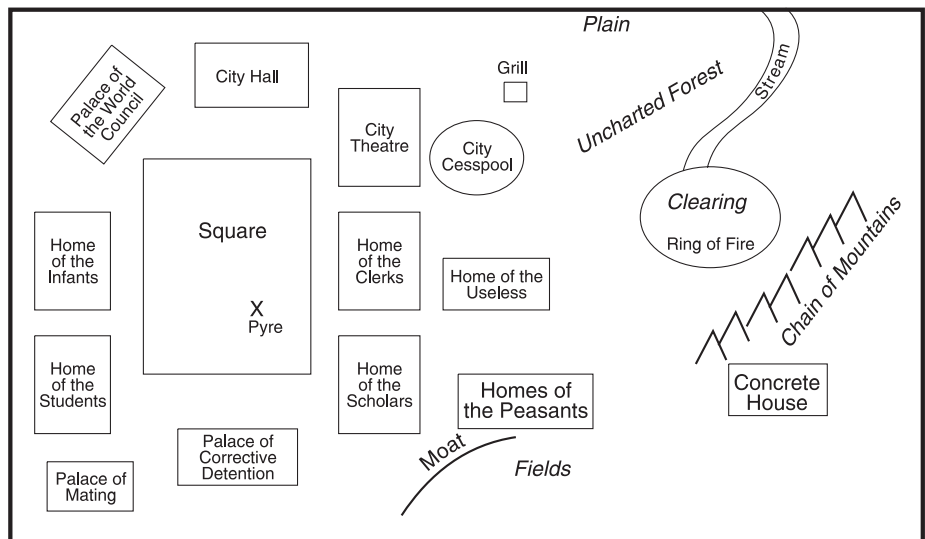 Plain
Palace of
the World
Council
City Hall
Grill
Uncharted Forest
Stream
City
Theatre
City
Cesspool
Clearing
Ring of Fire
Square
X
Pyre
Home
of the
Infants
Home
of the
Clerks
Home of the
Useless
Chain of Mountains
Home
of the
Students
Home
of the
Scholars
Homes of
the Peasants
Concrete
House
Palace of
Corrective
Detention
Moat
Fields
Palace of
Mating